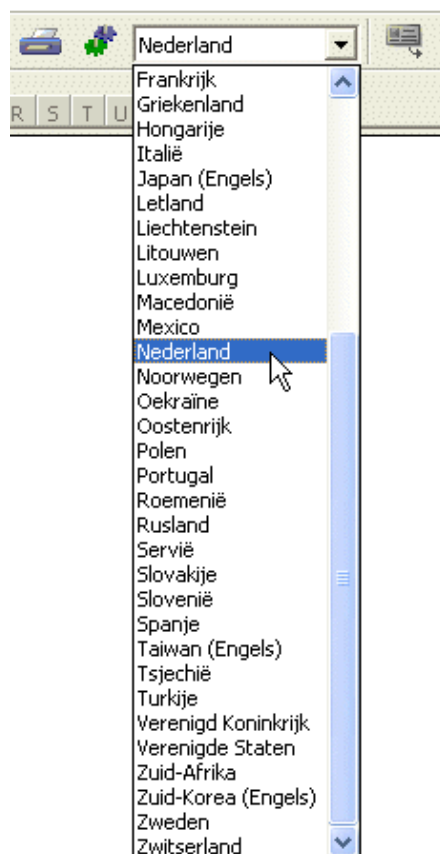 Nederland
Frankrijk
R S T U
Griekenland
Hongarije
Italië
Japan (Engels)
Letland
Liechtenstein
Litouwen
Luxemburg
Macedonië
Mexico
Nederland
Noorwegen
Oekraïne
Oostenrijk
Polen
Portugal
Roemenië
Rusland
Servië
Slovakije
Slovenië
Spanje
Taiwan (Engels)
Tsjechië
Turkije
Verenigd Koninkrijk
Verenigde Staten
Zuid-Afrika
Zuid-Korea (Engels)
Zweden
Zwitserland